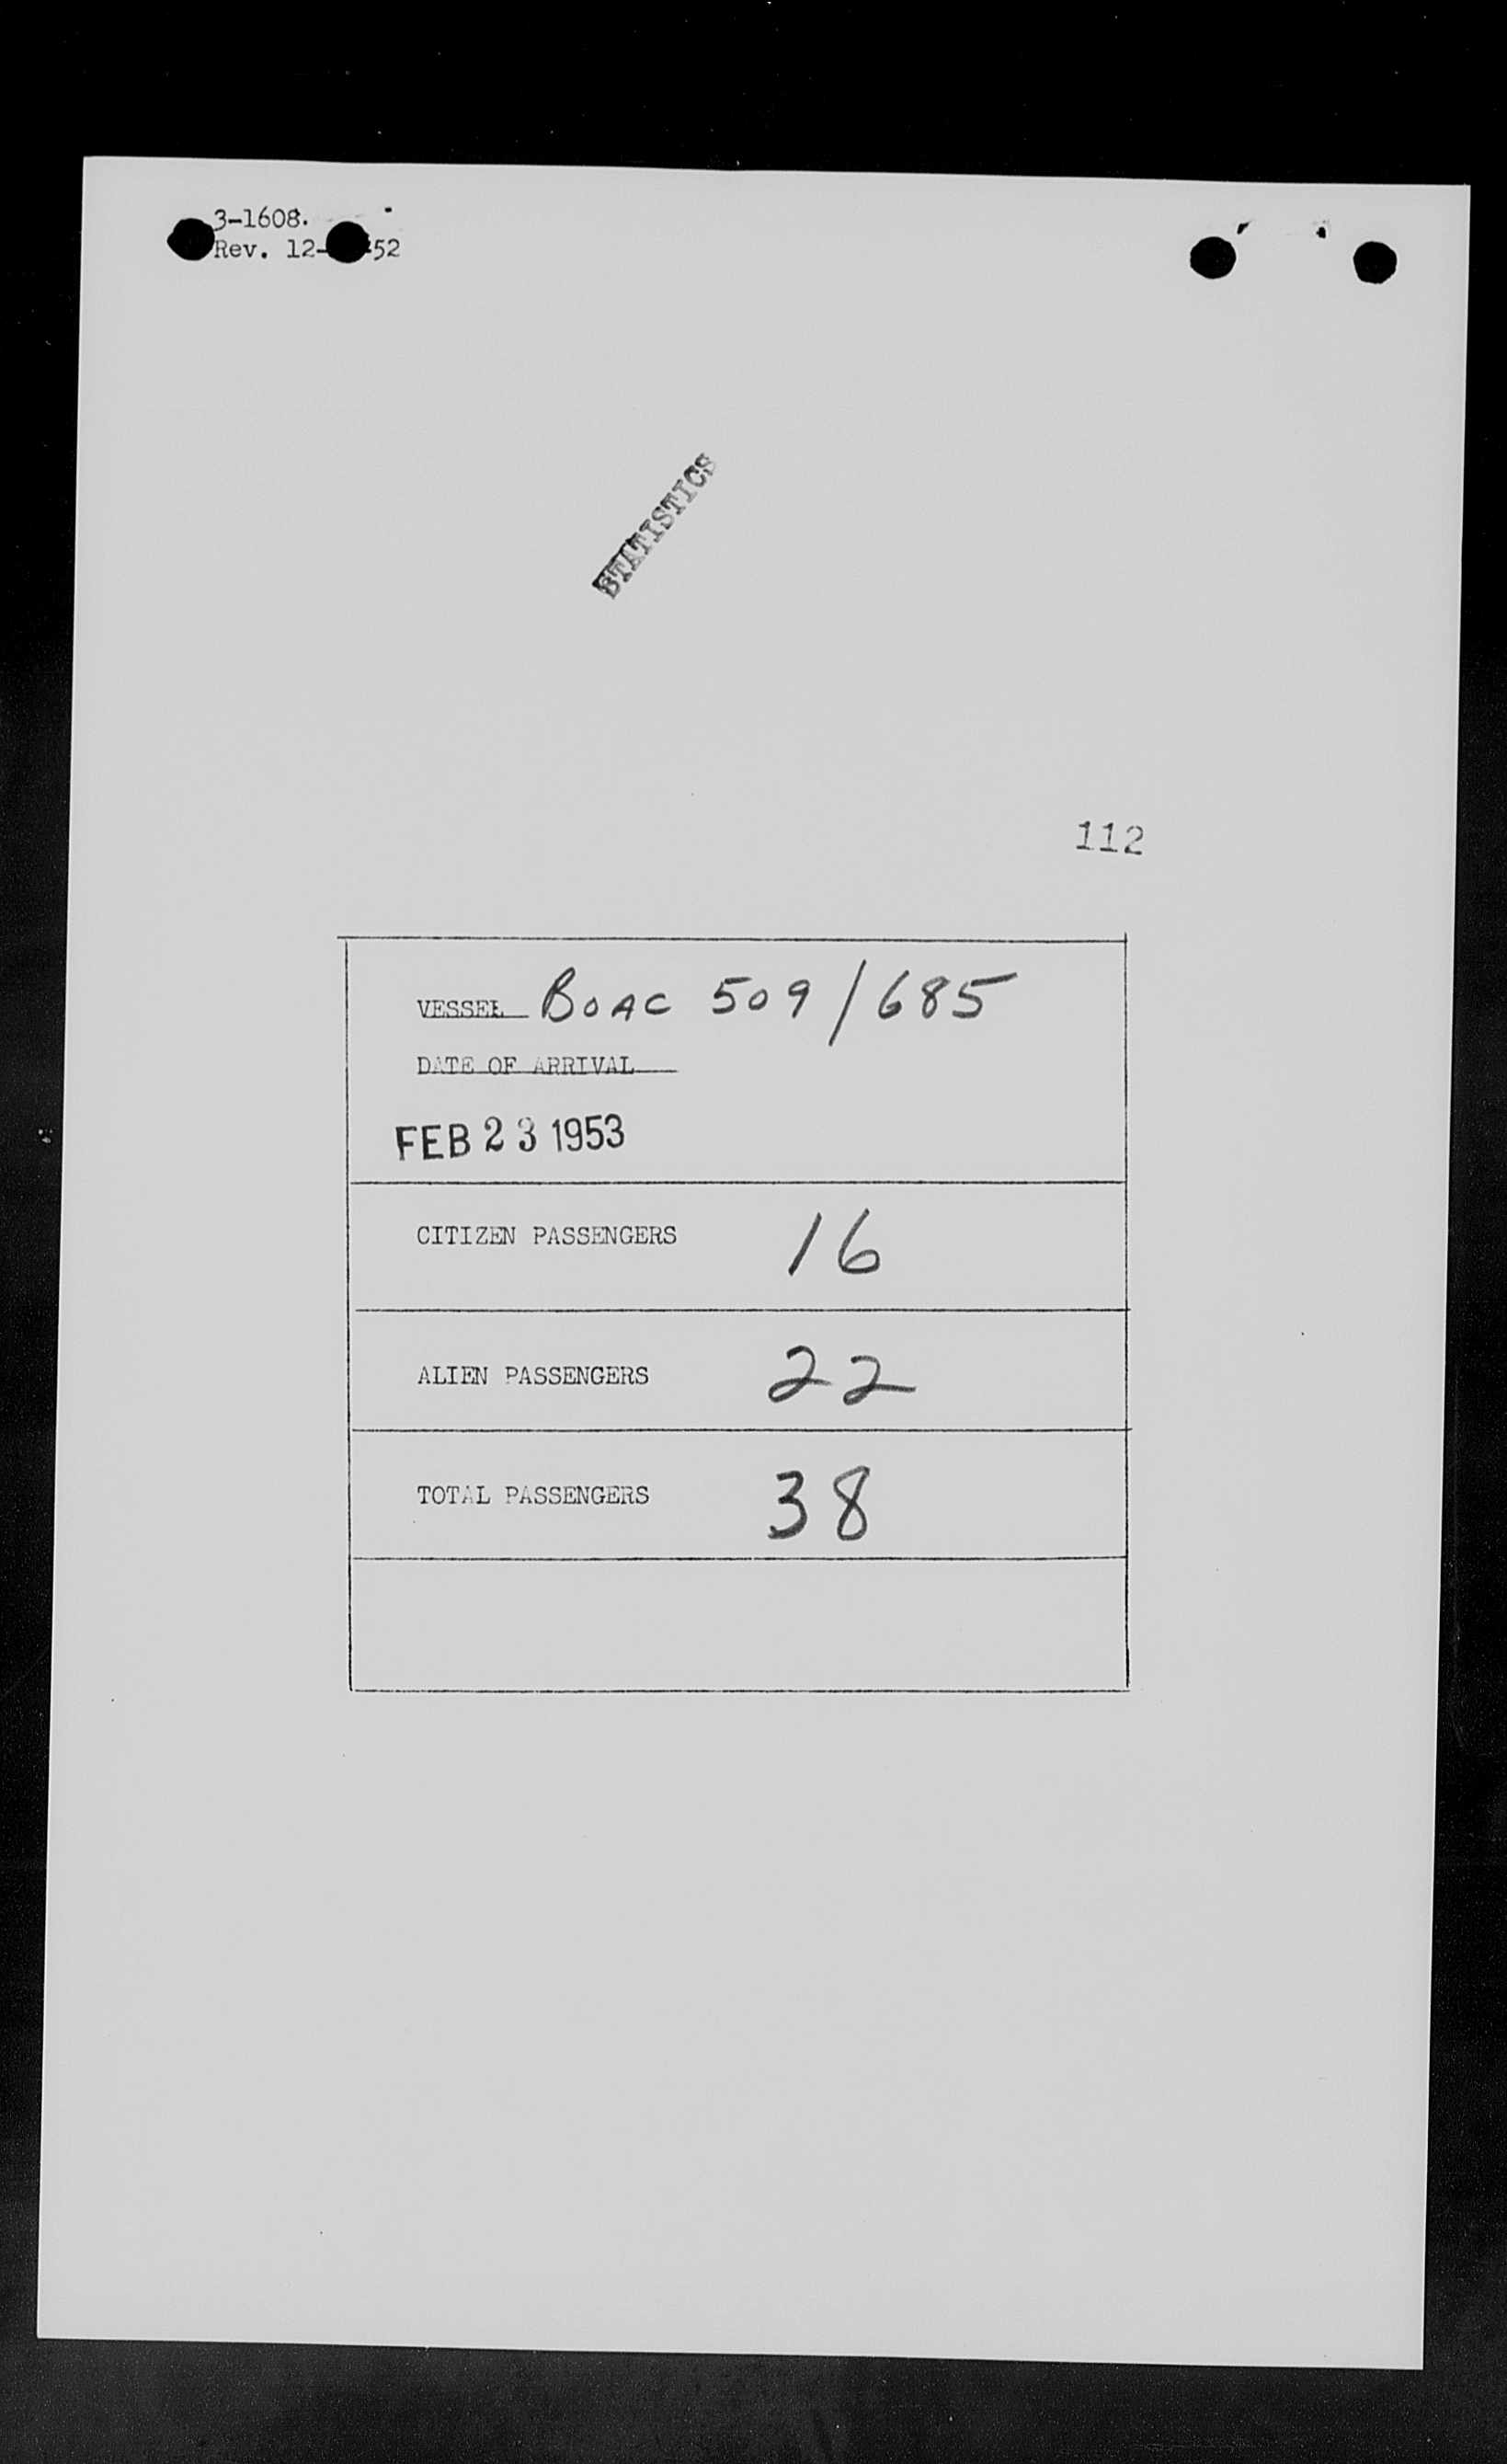 3-1608.
Rev. 12- -52
STATISTICS
112
VESSEL BOAC 509/685
DATE OF ARRIVAL
FEB 23 1953
CITIZEN PASSENGERS 16
ALIEN PASSENGERS 22
TOTAL PASSENGERS 38